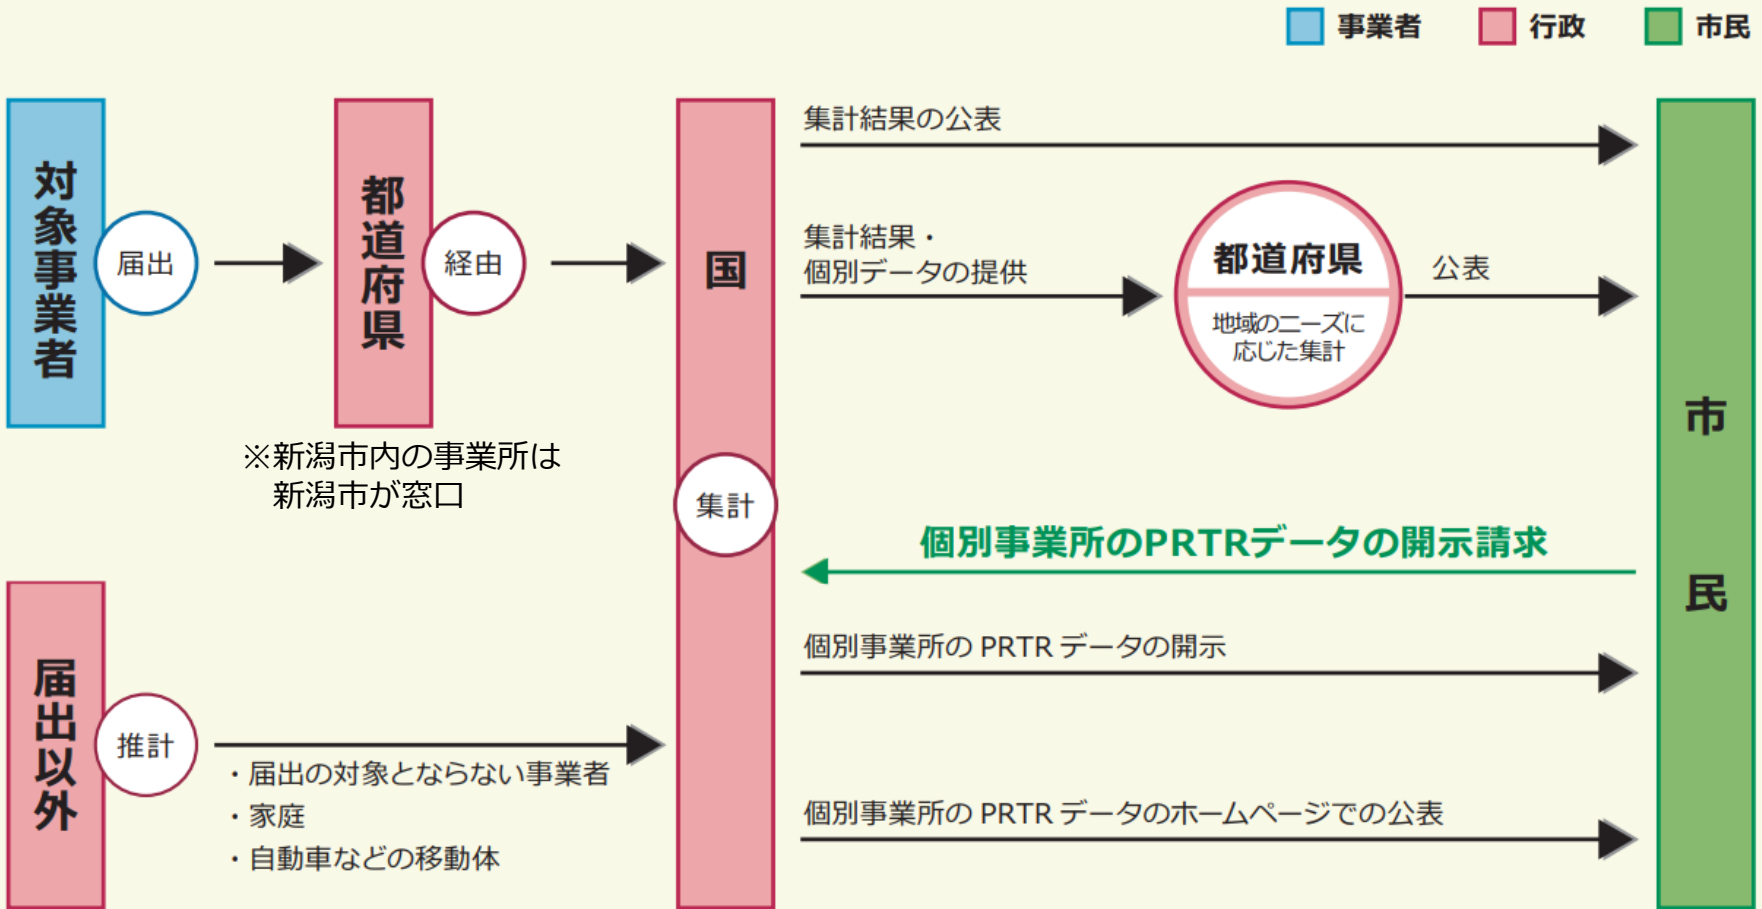 事業者
行政
市民
対象事業者
届出
都道府県
経由
※新潟市内の事業所は
新潟市が窓口
国
集計
集計結果の公表
集計結果・
個別データの提供
都道府県
地域のニーズに
応じた集計
公表
個別事業所のPRTRデータの開示請求
個別事業所の PRTR データの開示
個別事業所の PRTR データのホームページでの公表
市民
届出以外
推計
・届出の対象とならない事業者
・家庭
・自動車などの移動体